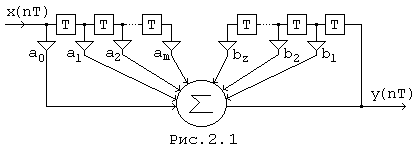 x(nT)
T T T T T T
a0 a1 a2 am bz b2 b1
Σ
y(nT)
Рис.2.1